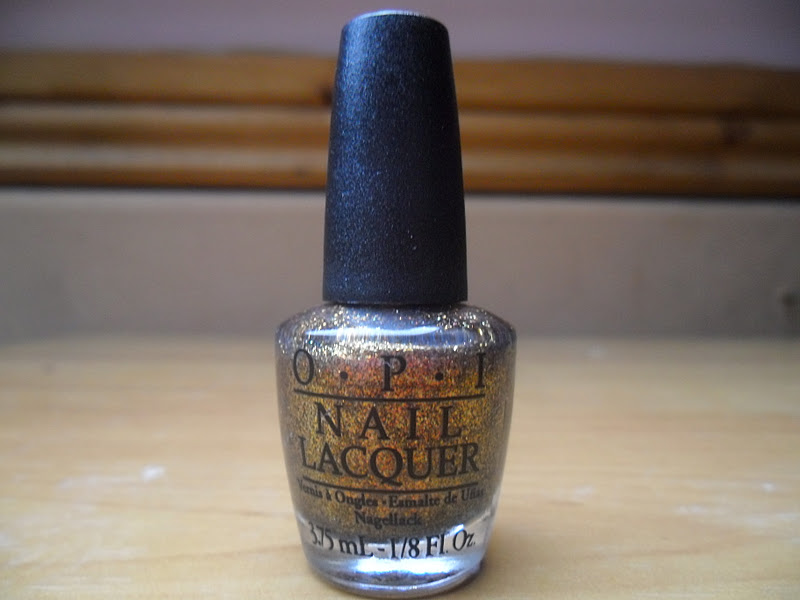 O · P · I
NAIL
LACQUER
Vernis à Ongles • Esmalte de Uñas
Nagellack
3.75 mL - 1/8 Fl. Oz.